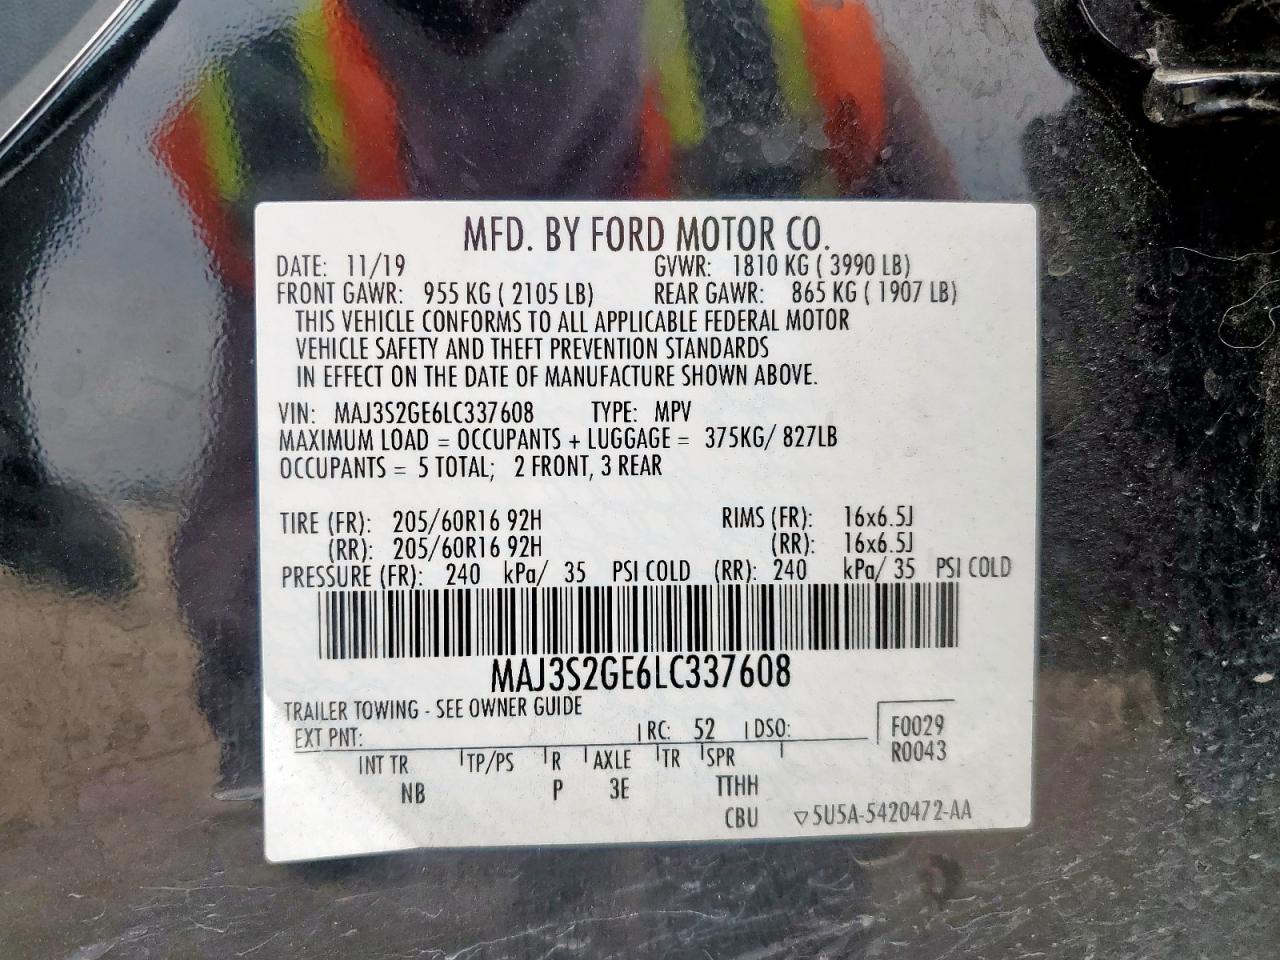 MFD. BY FORD MOTOR CO.
DATE: 11/19 GVWR: 1810 KG ( 3990 LB)
FRONT GAWR: 955 KG ( 2105 LB) REAR GAWR: 865 KG ( 1907 LB)
THIS VEHICLE CONFORMS TO ALL APPLICABLE FEDERAL MOTOR
VEHICLE SAFETY AND THEFT PREVENTION STANDARDS
IN EFFECT ON THE DATE OF MANUFACTURE SHOWN ABOVE.
VIN: MAJ3S2GE6LC337608 TYPE: MPV
MAXIMUM LOAD = OCCUPANTS + LUGGAGE = 375KG/ 827LB
OCCUPANTS = 5 TOTAL; 2 FRONT, 3 REAR
TIRE (FR): 205/60R16 92H RIMS (FR): 16x6.5J
(RR): 205/60R16 92H (RR): 16x6.5J
PRESSURE (FR): 240 kPa/ 35 PSI COLD (RR): 240 kPa/ 35 PSI COLD
MAJ3S2GE6LC337608
TRAILER TOWING - SEE OWNER GUIDE
EXT PNT: RC: 52 DSO: F0029
INT TR TP/PS R AXLE TR SPR R0043
NB P 3E TTHH
CBU ▽5U5A-5420472-AA